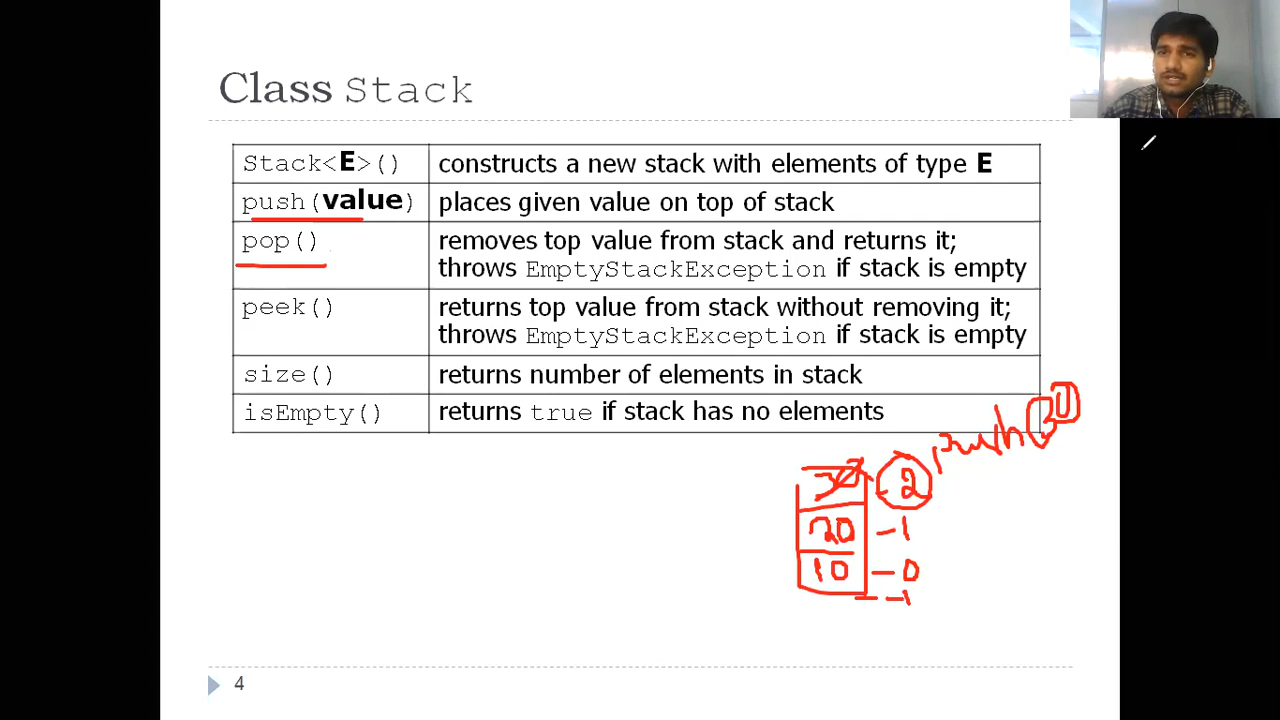 Class Stack
Stack<E>() constructs a new stack with elements of type E
push(value) places given value on top of stack
pop() removes top value from stack and returns it;
throws EmptyStackException if stack is empty
peek() returns top value from stack without removing it;
throws EmptyStackException if stack is empty
size() returns number of elements in stack
isEmpty() returns true if stack has no elements
push
30 - 2
20 - 1
10 - 0
- -1
4